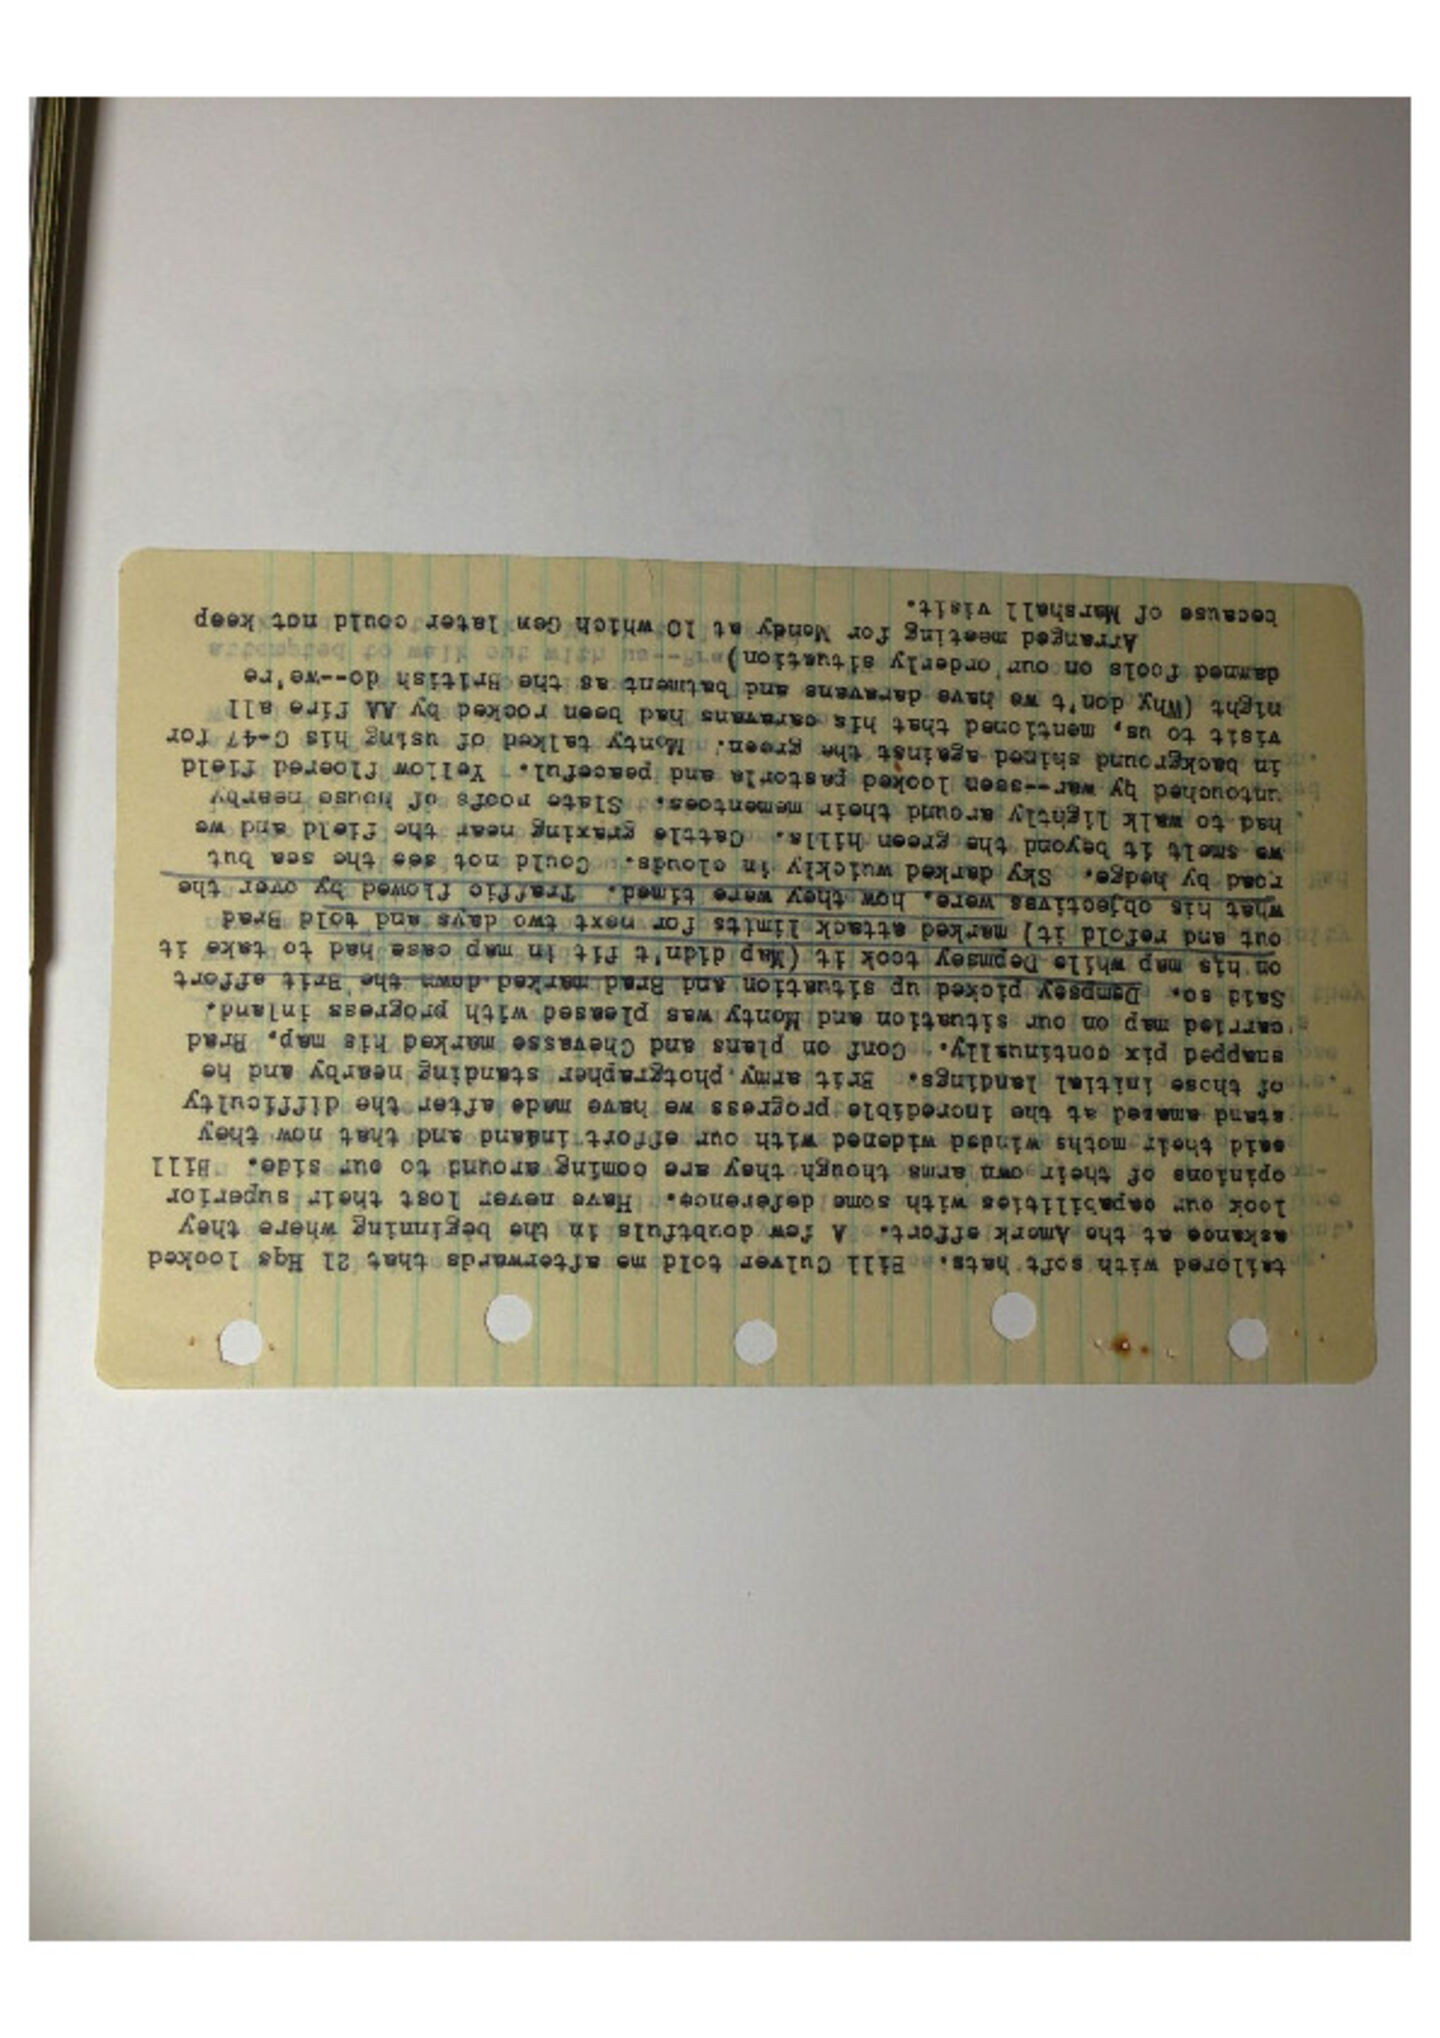 tailored with soft hats.  Bill Culver told me afterwards that 21 Hqs looked
askance at the Amerk effort.  A few doubtfuls in the beginning where they
look our capabilities with some deference.  Have never lost their superior
opinions of their own arms though they are coming around to our side.  Bill
said their moths winded widened with our effort inland and that now they
stand amazed at the incredible progress we have made after the difficulty
of those initial landings.  Brit army photgrapher standing nearby and he
snapped pix continually.  Conf on plans and Chevasse marked his map, Brad
carried map on our situation and Monty was pleased with progress inland.
Said so.  Dempsey picked up situation and Brad marked down the Brit effort
on his map while Depmsey took it (Map didn't fit in map case had to take it
out and refold it) marked attack limits for next two days and told Brad
what his objectives were, how they were timed.  Traffic flowed by over the
road by hedge.  Sky darked wuickly in clouds.  Could not see the sea but
we smelt it beyond the green hills.  Cattle graxing near the field and we
had to walk lightly around their mementoes.  Slate roofs of house nearby
untouched by war---seen looked pastorla and peaceful.  Yellow floered field
in background shined against the green.  Monty talked of using his C-47 for
visit to us, mentioned that his caravans had been rocked by AA fire all
night (Why don't we have daravans and batment as the British do--we're
damned fools on our orderly situation)
Arranged meeting for Mondy at 10 which Gen later could not keep
because of Marshall visit.